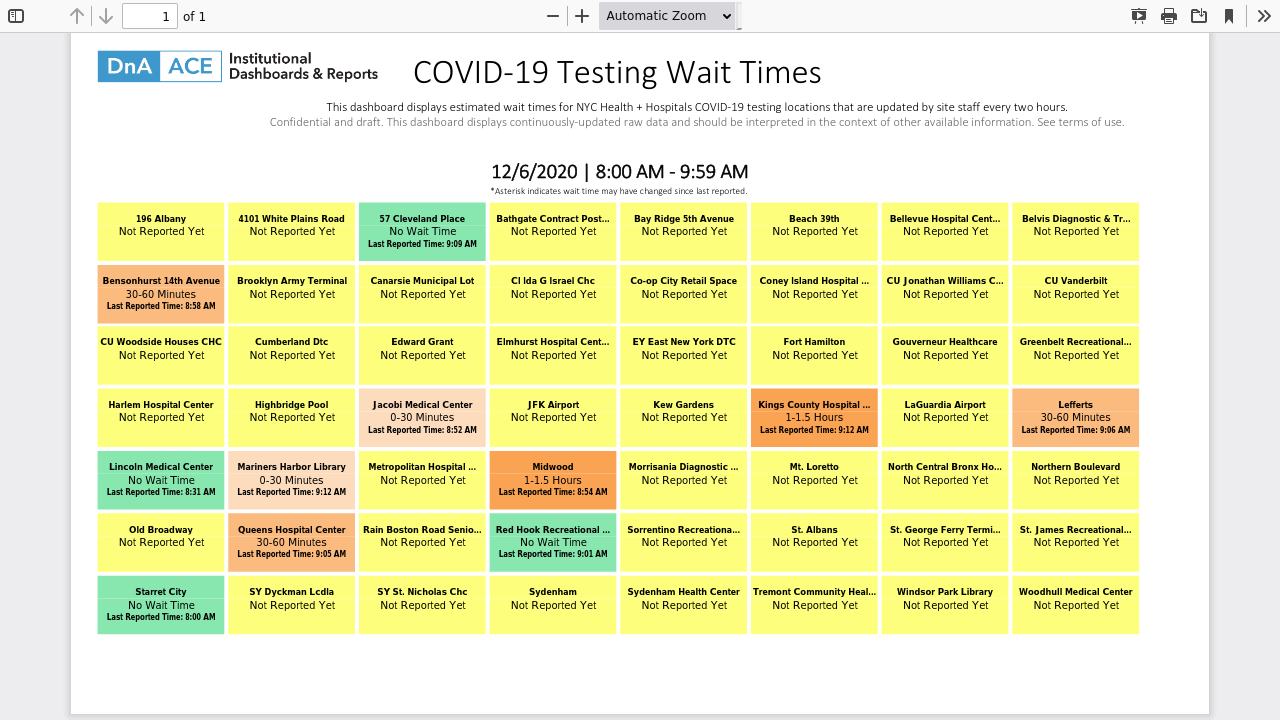 1 of 1 Automatic Zoom
DnA ACE Institutional
Dashboards & Reports
COVID-19 Testing Wait Times
This dashboard displays estimated wait times for NYC Health + Hospitals COVID-19 testing locations that are updated by site staff every two hours.
Confidential and draft. This dashboard displays continuously-updated raw data and should be interpreted in the context of other available information. See terms of use.
12/6/2020 | 8:00 AM - 9:59 AM
*Asterisk indicates wait time may have changed since last reported.
196 Albany
Not Reported Yet
4101 White Plains Road
Not Reported Yet
57 Cleveland Place
No Wait Time
Last Reported Time: 9:09 AM
Bathgate Contract Post...
Not Reported Yet
Bay Ridge 5th Avenue
Not Reported Yet
Beach 39th
Not Reported Yet
Bellevue Hospital Cent...
Not Reported Yet
Belvis Diagnostic & Tr...
Not Reported Yet
Bensonhurst 14th Avenue
30-60 Minutes
Last Reported Time: 8:58 AM
Brooklyn Army Terminal
Not Reported Yet
Canarsie Municipal Lot
Not Reported Yet
Cl Ida G Israel Chc
Not Reported Yet
Co-op City Retail Space
Not Reported Yet
Coney Island Hospital ...
Not Reported Yet
CU Jonathan Williams C...
Not Reported Yet
CU Vanderbilt
Not Reported Yet
CU Woodside Houses CHC
Not Reported Yet
Cumberland Dtc
Not Reported Yet
Edward Grant
Not Reported Yet
Elmhurst Hospital Cent...
Not Reported Yet
EY East New York DTC
Not Reported Yet
Fort Hamilton
Not Reported Yet
Gouverneur Healthcare
Not Reported Yet
Greenbelt Recreational...
Not Reported Yet
Harlem Hospital Center
Not Reported Yet
Highbridge Pool
Not Reported Yet
Jacobi Medical Center
0-30 Minutes
Last Reported Time: 8:52 AM
JFK Airport
Not Reported Yet
Kew Gardens
Not Reported Yet
Kings County Hospital ...
1-1.5 Hours
Last Reported Time: 9:12 AM
LaGuardia Airport
Not Reported Yet
Lefferts
30-60 Minutes
Last Reported Time: 9:06 AM
Lincoln Medical Center
No Wait Time
Last Reported Time: 8:31 AM
Mariners Harbor Library
0-30 Minutes
Last Reported Time: 9:12 AM
Metropolitan Hospital ...
Not Reported Yet
Midwood
1-1.5 Hours
Last Reported Time: 8:54 AM
Morrisania Diagnostic ...
Not Reported Yet
Mt. Loretto
Not Reported Yet
North Central Bronx Ho...
Not Reported Yet
Northern Boulevard
Not Reported Yet
Old Broadway
Not Reported Yet
Queens Hospital Center
30-60 Minutes
Last Reported Time: 9:05 AM
Rain Boston Road Senio...
Not Reported Yet
Red Hook Recreational ...
No Wait Time
Last Reported Time: 9:01 AM
Sorrentino Recreationa...
Not Reported Yet
St. Albans
Not Reported Yet
St. George Ferry Termi...
Not Reported Yet
St. James Recreational...
Not Reported Yet
Starret City
No Wait Time
Last Reported Time: 8:00 AM
SY Dyckman Lcdla
Not Reported Yet
SY St. Nicholas Chc
Not Reported Yet
Sydenham
Not Reported Yet
Sydenham Health Center
Not Reported Yet
Tremont Community Heal...
Not Reported Yet
Windsor Park Library
Not Reported Yet
Woodhull Medical Center
Not Reported Yet